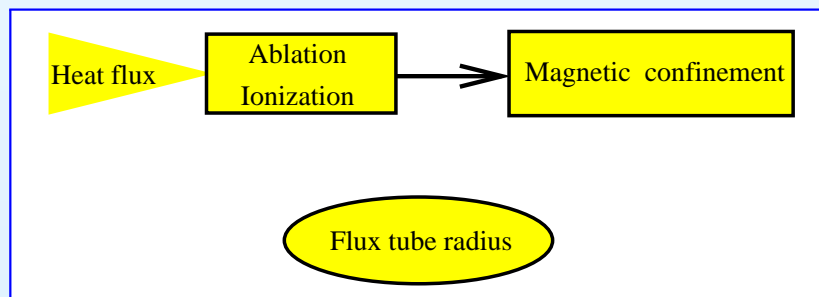 Heat flux
Ablation
Ionization
Magnetic confinement
Flux tube radius